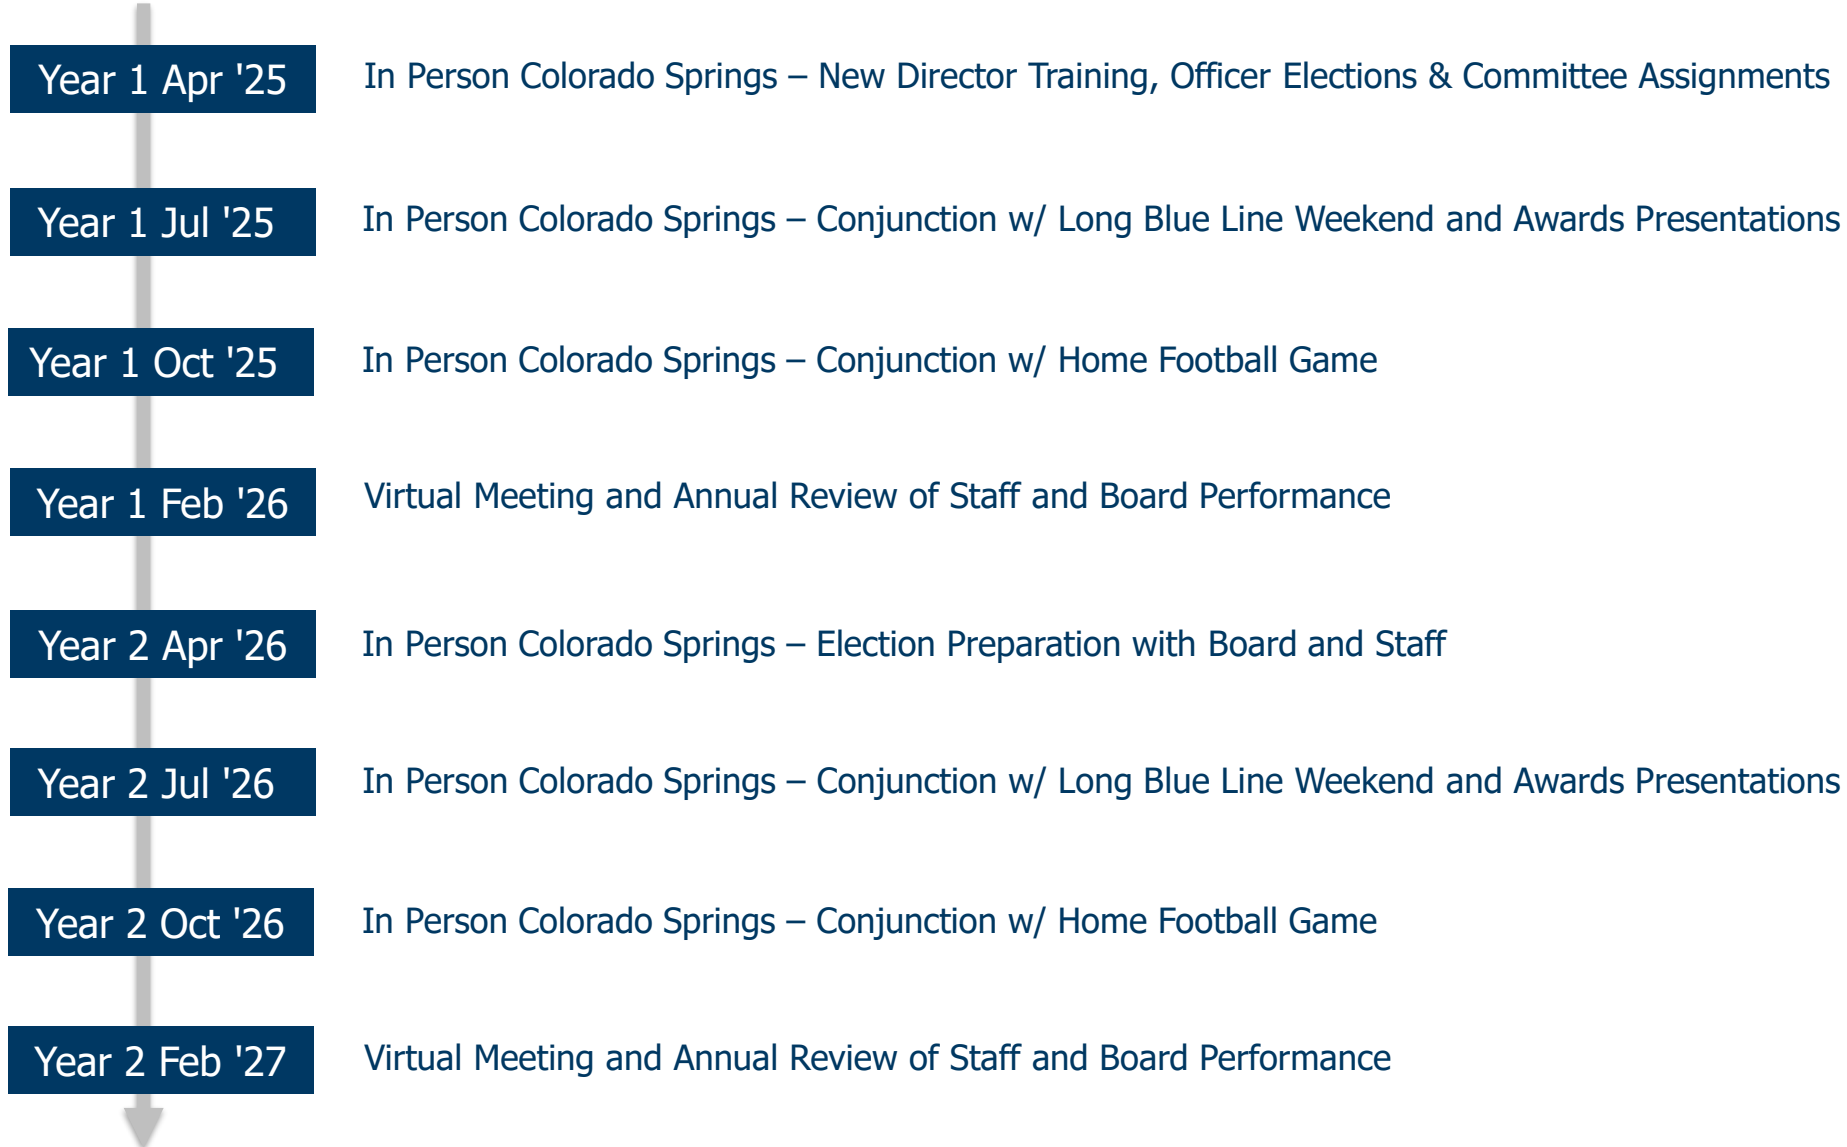 Year 1 Apr '25
In Person Colorado Springs – New Director Training, Officer Elections & Committee Assignments
Year 1 Jul '25
In Person Colorado Springs – Conjunction w/ Long Blue Line Weekend and Awards Presentations
Year 1 Oct '25
In Person Colorado Springs – Conjunction w/ Home Football Game
Year 1 Feb '26
Virtual Meeting and Annual Review of Staff and Board Performance
Year 2 Apr '26
In Person Colorado Springs – Election Preparation with Board and Staff
Year 2 Jul '26
In Person Colorado Springs – Conjunction w/ Long Blue Line Weekend and Awards Presentations
Year 2 Oct '26
In Person Colorado Springs – Conjunction w/ Home Football Game
Year 2 Feb '27
Virtual Meeting and Annual Review of Staff and Board Performance